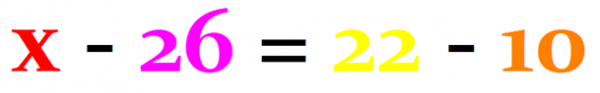 x - 26 = 22 - 10